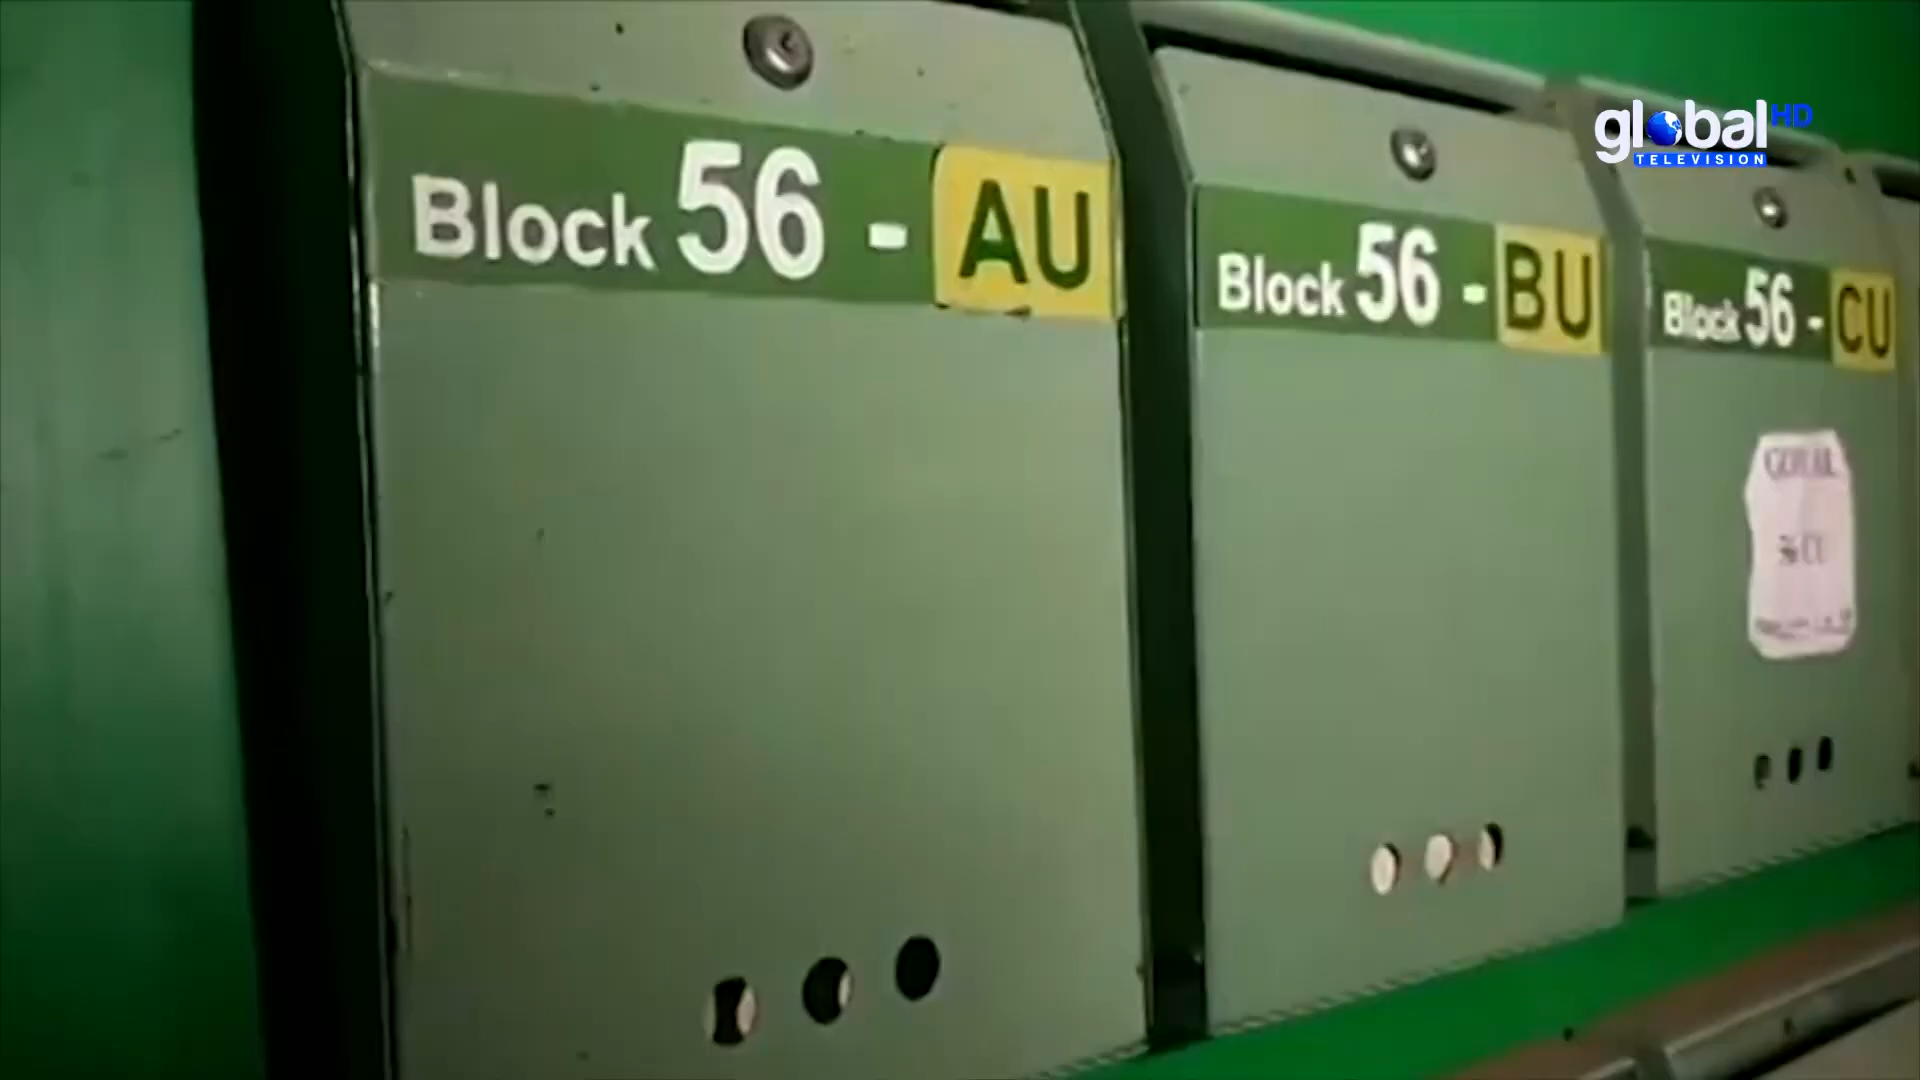 global HD
TELEVISION
Block 56 - AU
Block 56 - BU
Block 56 - CU